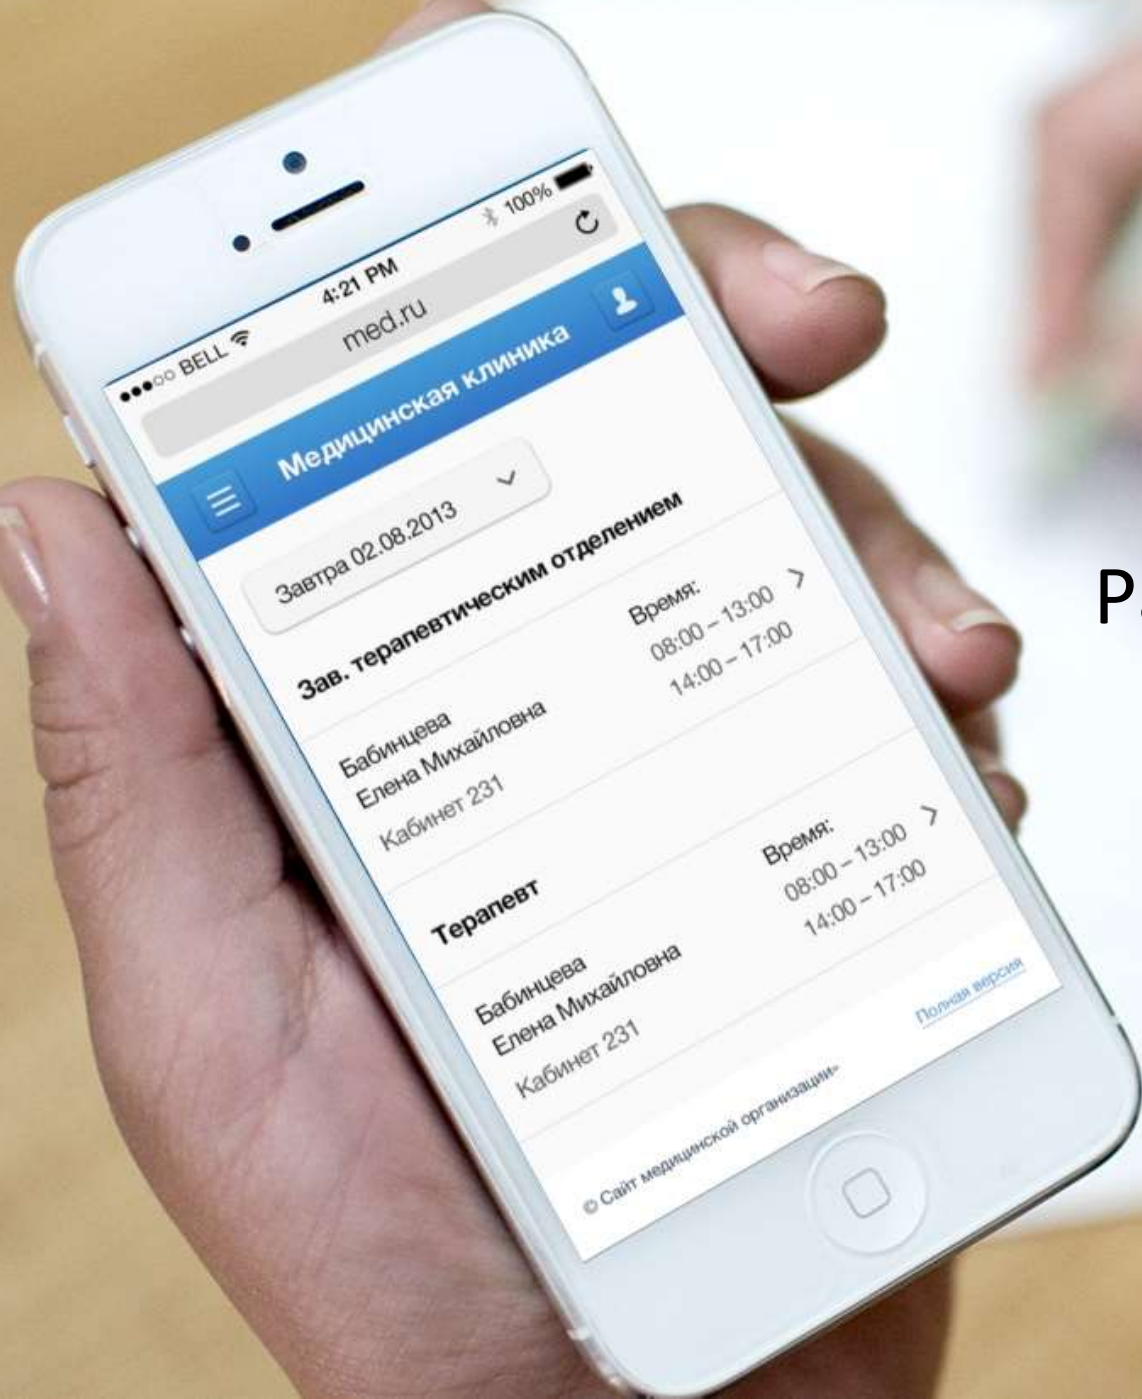 BELL 4:21 PM 100%
med.ru
Медицинская клиника
Завтра 02.08.2013
Зав. терапевтическим отделением
Бабинцева
Елена Михайловна
Кабинет 231
Время:
08:00 – 13:00
14:00 – 17:00
Терапевт
Бабинцева
Елена Михайловна
Кабинет 231
Время:
08:00 – 13:00
14:00 – 17:00
Полная версия
© Сайт медицинской организации»